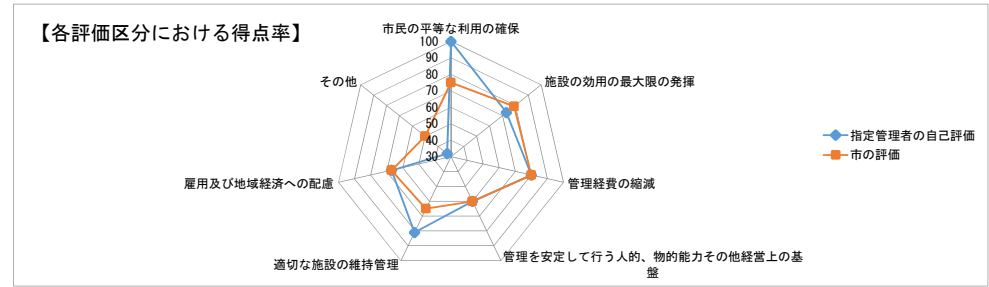 【各評価区分における得点率】
市民の平等な利用の確保
100
90
80
70
60
50
40
30
施設の効用の最大限の発揮
管理経費の縮減
管理を安定して行う人的、物的能力その他経営上の基
盤
適切な施設の維持管理
雇用及び地域経済への配慮
その他
指定管理者の自己評価
市の評価